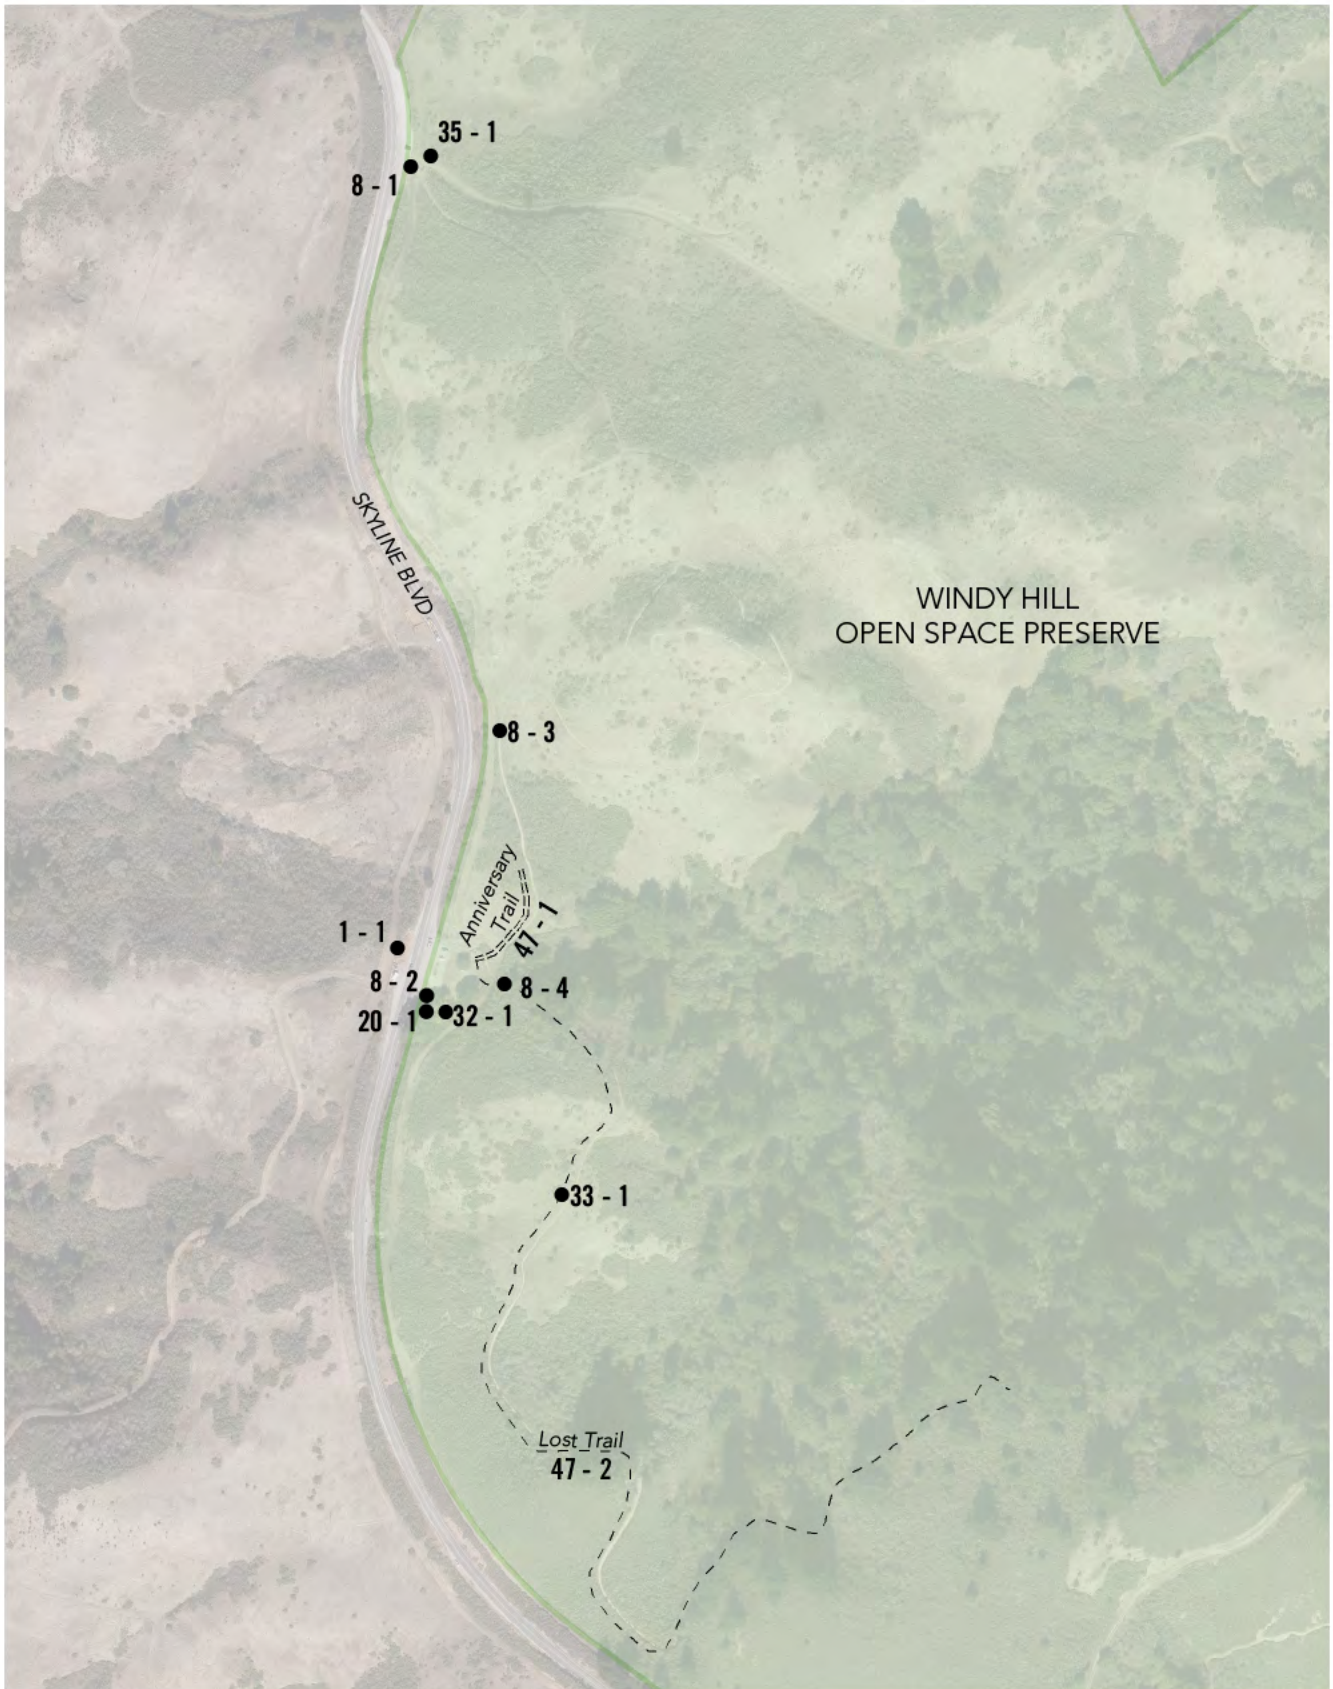 35 - 1
8 - 1
SKYLINE BLVD
WINDY HILL
OPEN SPACE PRESERVE
8 - 3
Anniversary
Trail
47 - 1
1 - 1
8 - 2
8 - 4
20 - 1
32 - 1
33 - 1
Lost Trail
47 - 2